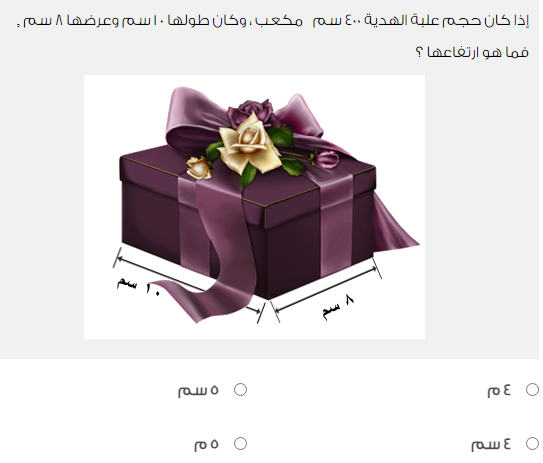 إذا كان حجم علبة الهدية ٤٠٠ سم مكعب ، وكان طولها ١٠ سم وعرضها ٨ سم ,
فما هو ارتفاعها ؟
١٠ سم
٨ سم
٤ م
٥ سم
٤ سم
٥ م